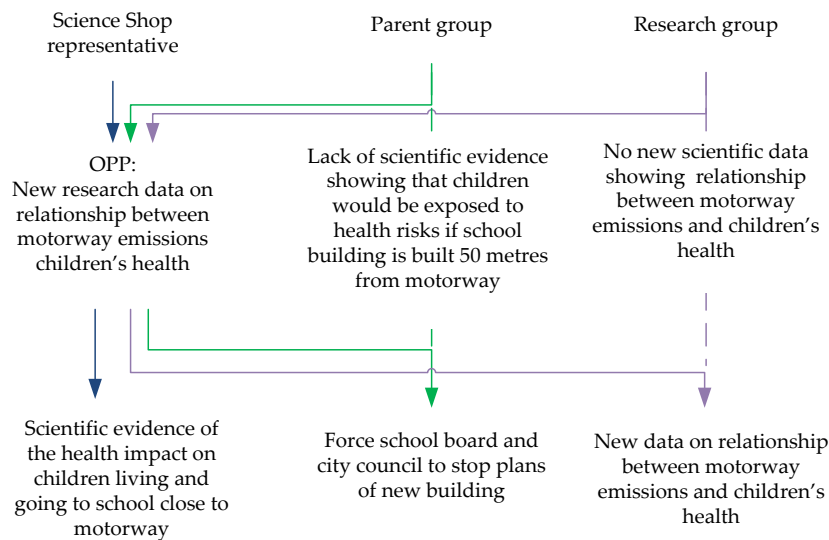 Science Shop
representative
Parent group
Research group
OPP:
New research data on
relationship between
motorway emissions
children's health
Lack of scientific evidence
showing that children
would be exposed to
health risks if school
building is built 50 metres
from motorway
No new scientific data
showing relationship
between motorway
emissions and children's
health
Scientific evidence of
the health impact on
children living and
going to school close to
motorway
Force school board and
city council to stop plans
of new building
New data on relationship
between motorway
emissions and children's
health